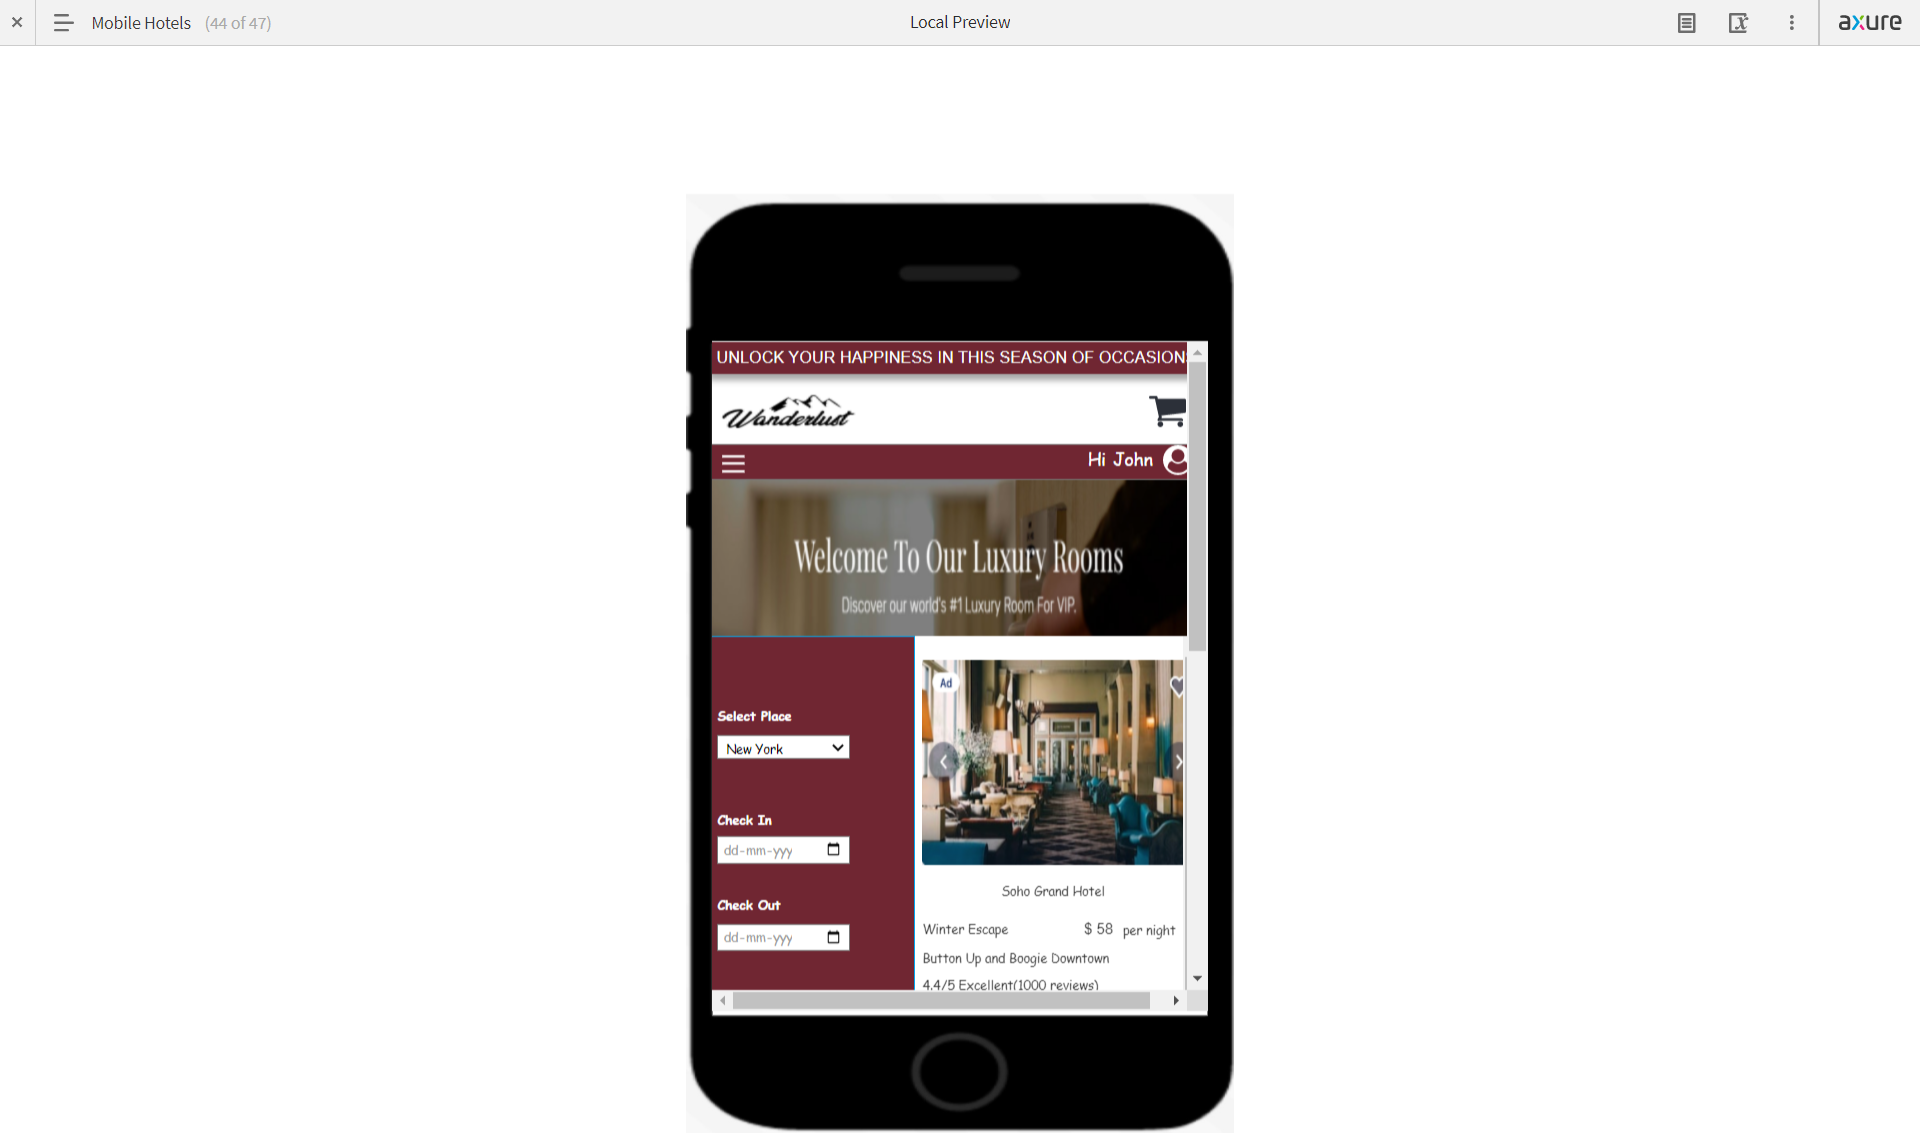 Mobile Hotels (44 of 47)
Local Preview
axure
UNLOCK YOUR HAPPINESS IN THIS SEASON OF OCCASION
Wanderlust
Hi John
Welcome To Our Luxury Rooms
Discover our world's #1 Luxury Room For VIP.
Select Place
New York
Check In
dd-mm-yyy
Check Out
dd-mm-yyy
Ad
Soho Grand Hotel
Winter Escape $ 58 per night
Button Up and Boogie Downtown
4.4/5 Excellent(1000 reviews)